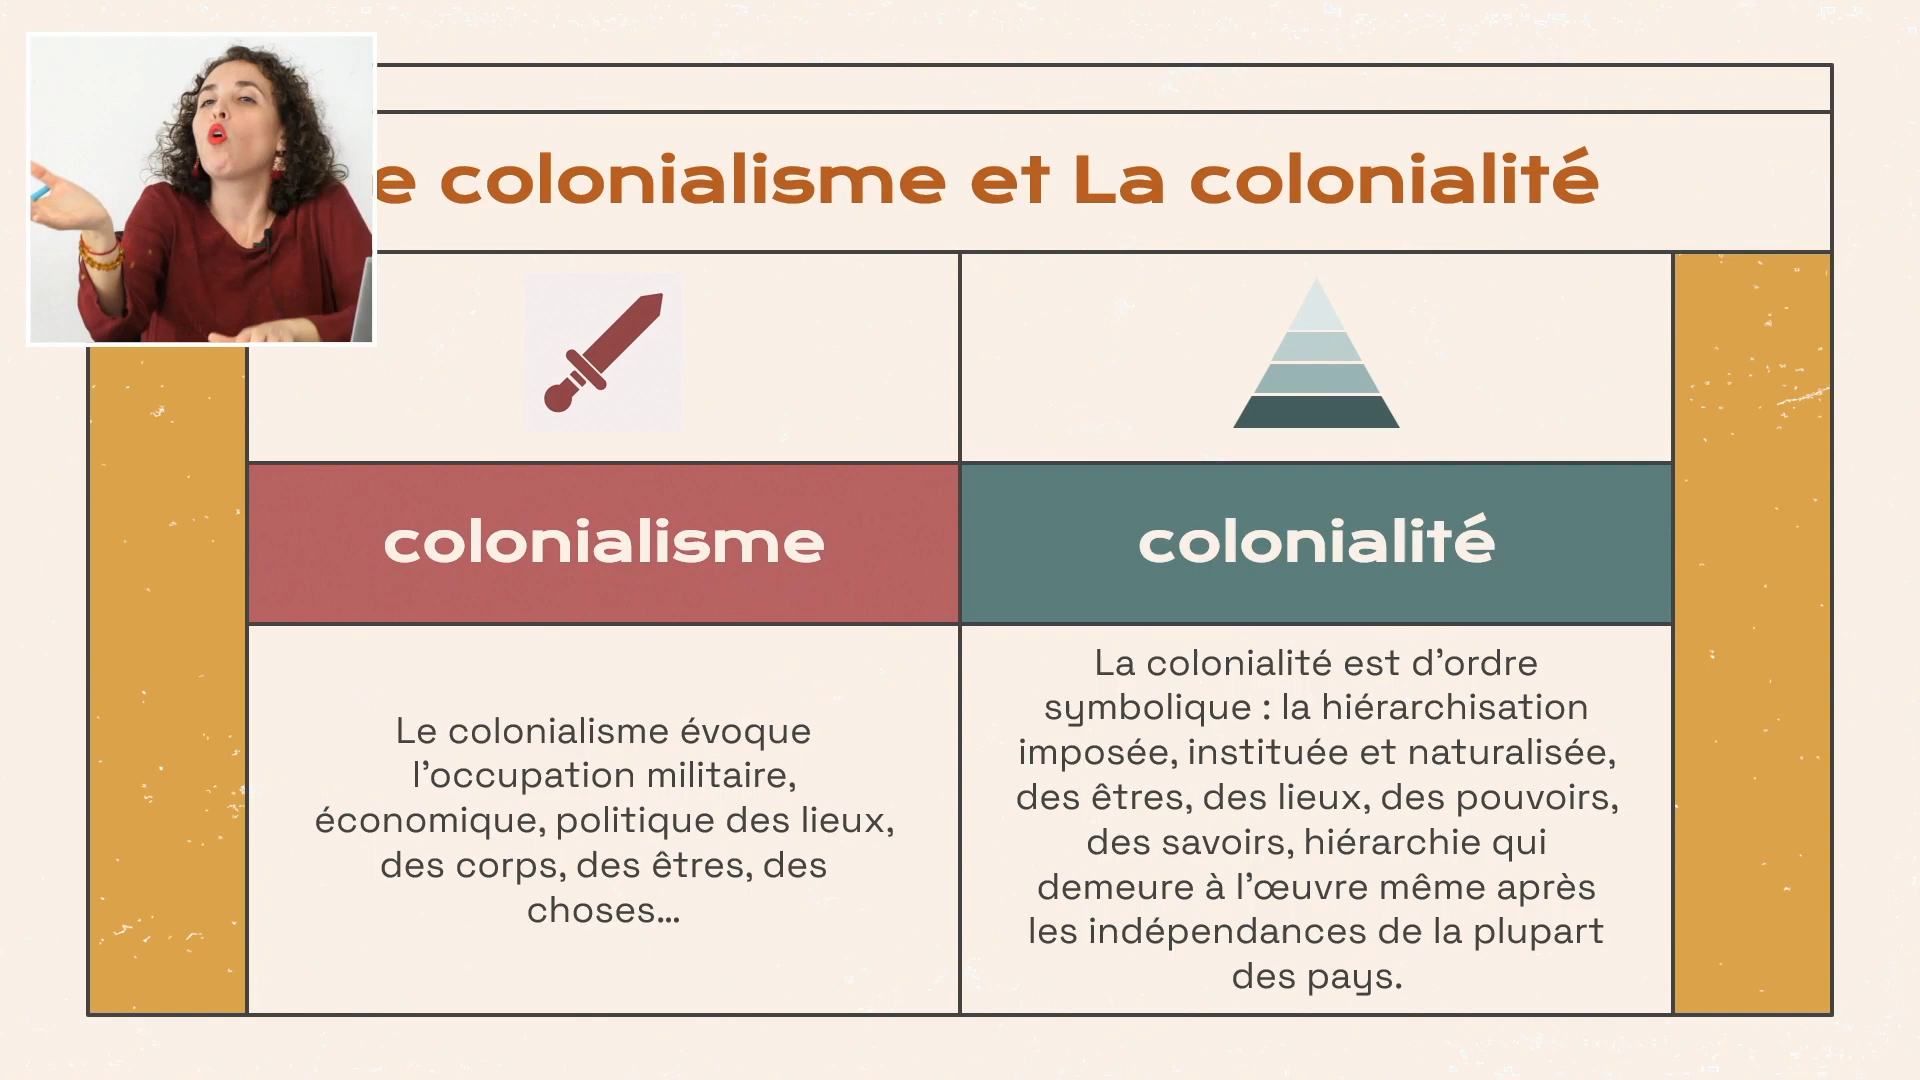 e colonialisme et La colonialité
colonialisme
Le colonialisme évoque
l’occupation militaire,
économique, politique des lieux,
des corps, des êtres, des
choses...
colonialité
La colonialité est d’ordre
symbolique : la hiérarchisation
imposée, instituée et naturalisée,
des êtres, des lieux, des pouvoirs,
des savoirs, hiérarchie qui
demeure à l’œuvre même après
les indépendances de la plupart
des pays.